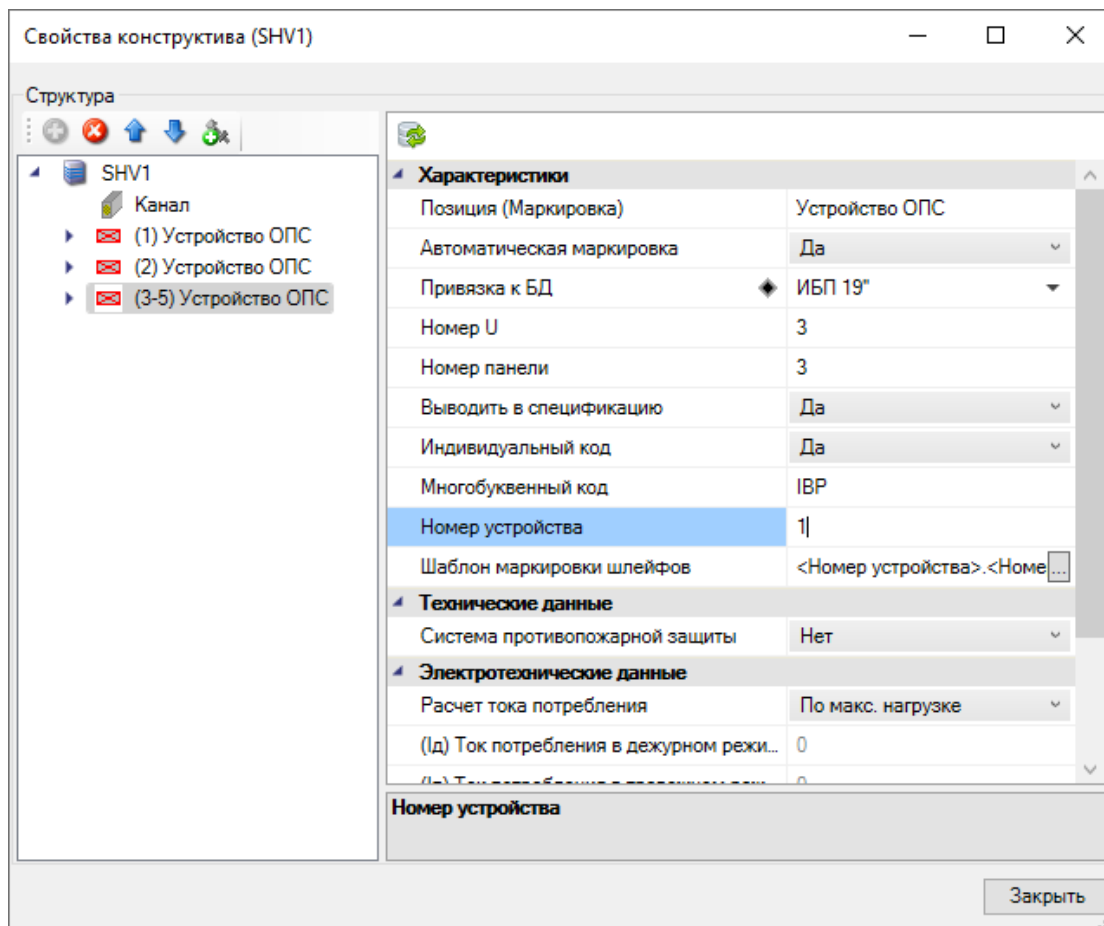 Свойства конструктива (SHV1)
Структура
SHV1
Канал
(1) Устройство ОПС
(2) Устройство ОПС
(3-5) Устройство ОПС
Характеристики
Позиция (Маркировка) Устройство ОПС
Автоматическая маркировка Да
Привязка к БД ИБП 19"
Номер U 3
Номер панели 3
Выводить в спецификацию Да
Индивидуальный код Да
Многобуквенный код IBP
Номер устройства 1
Шаблон маркировки шлейфов <Номер устройства>.<Номе ...
Технические данные
Система противопожарной защиты Нет
Электротехнические данные
Расчет тока потребления По макс. нагрузке
(Iд) Ток потребления в дежурном режи... 0
Номер устройства
Закрыть